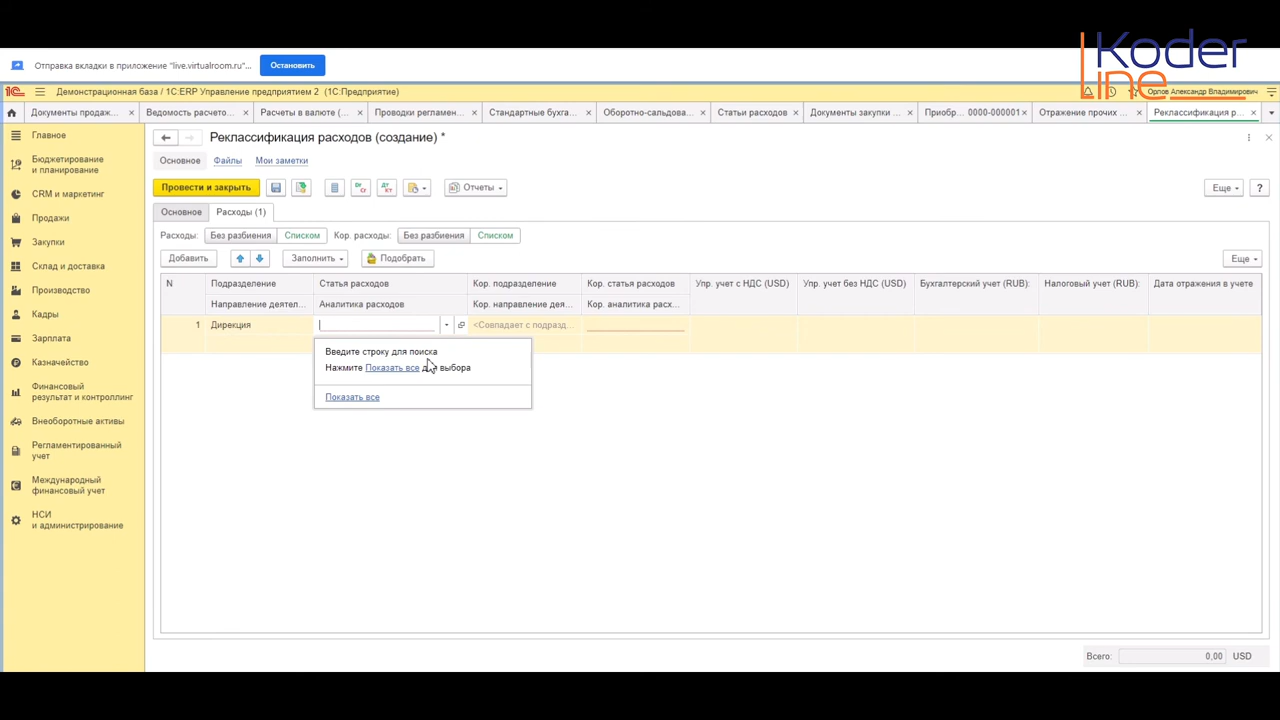 Koder
Line
Отправка вкладки в приложение "live.virtualroom.ru"...
Остановить
1С
Демонстрационная база / 1С:ERP Управление предприятием 2 (1С:Предприятие)
Орлов Александр Владимирович
Документы продаж...
Ведомость расчето...
Расчеты в валюте (...
Проводки регламен...
Стандартные бухга...
Оборотно-сальдова...
Статьи расходов
Документы закупки ...
Приобр... 0000-000001
Отражение прочих ...
Реклассификация р...
Главное
Бюджетирование
и планирование
CRM и маркетинг
Продажи
Закупки
Склад и доставка
Производство
Кадры
Зарплата
Казначейство
Финансовый
результат и контроллинг
Внеоборотные активы
Регламентированный
учет
Международный
финансовый учет
НСИ
и администрирование
Реклассификация расходов (создание) *
Основное Файлы Мои заметки
Провести и закрыть
Dr
Cr
Дт
Кт
Отчеты
Еще
?
Основное Расходы (1)
Расходы: Без разбиения Списком Кор. расходы: Без разбиения Списком
Добавить Заполнить Подобрать Еще
N Подразделение Статья расходов Кор. подразделение Кор. статья расходов Упр. учет с НДС (USD) Упр. учет без НДС (USD) Бухгалтерский учет (RUB): Налоговый учет (RUB): Дата отражения в учете
Направление деятел... Аналитика расходов Кор. направление дея... Кор. аналитика расх...
1 Дирекция <Совпадает с подразд...
Введите строку для поиска
Нажмите Показать все для выбора
Показать все
Всего: 0,00 USD